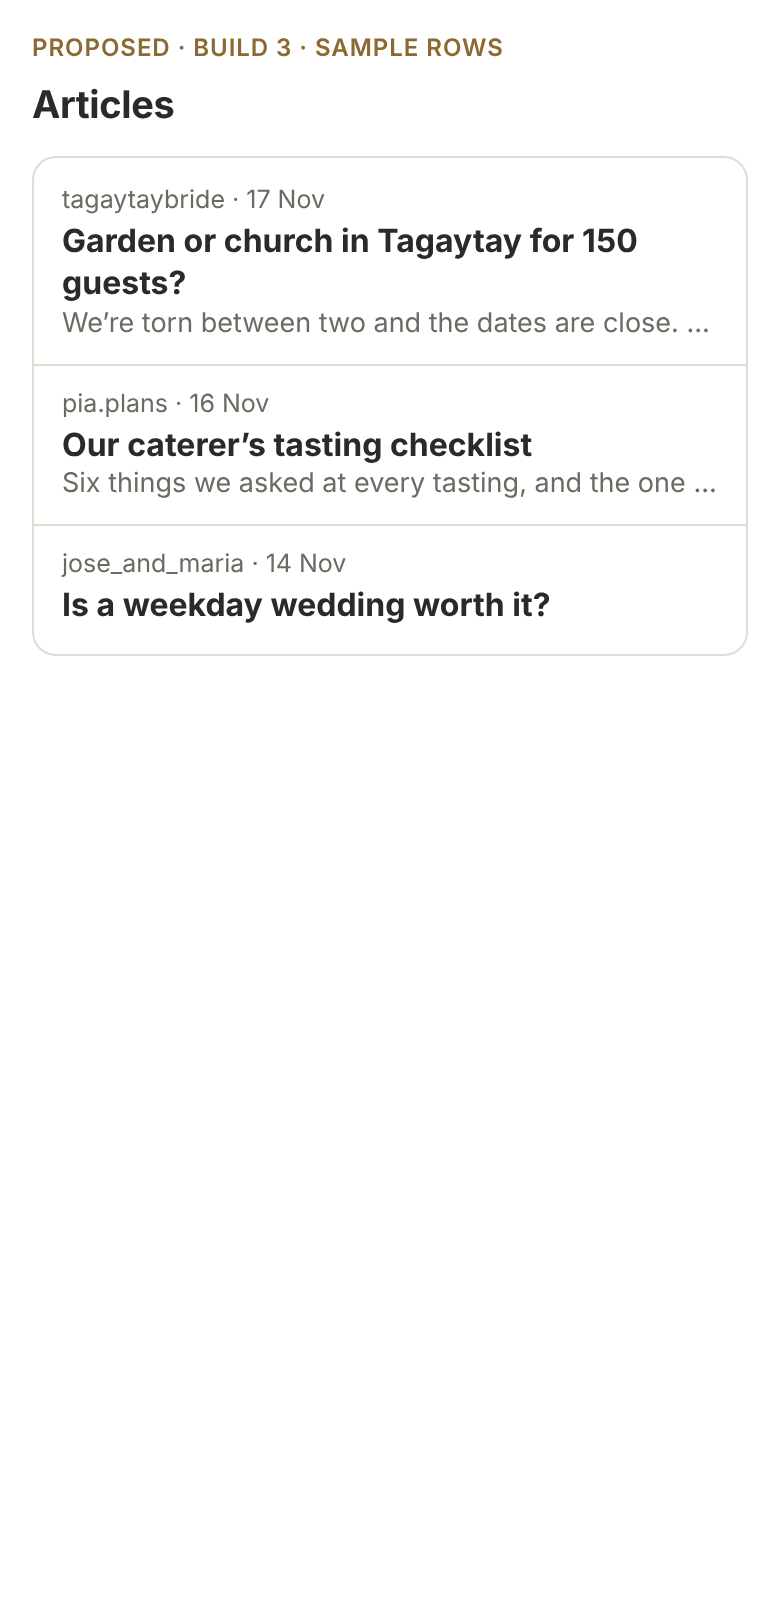 PROPOSED · BUILD 3 · SAMPLE ROWS
Articles
tagaytaybride · 17 Nov
Garden or church in Tagaytay for 150
guests?
We’re torn between two and the dates are close. …
pia.plans · 16 Nov
Our caterer’s tasting checklist
Six things we asked at every tasting, and the one …
jose_and_maria · 14 Nov
Is a weekday wedding worth it?